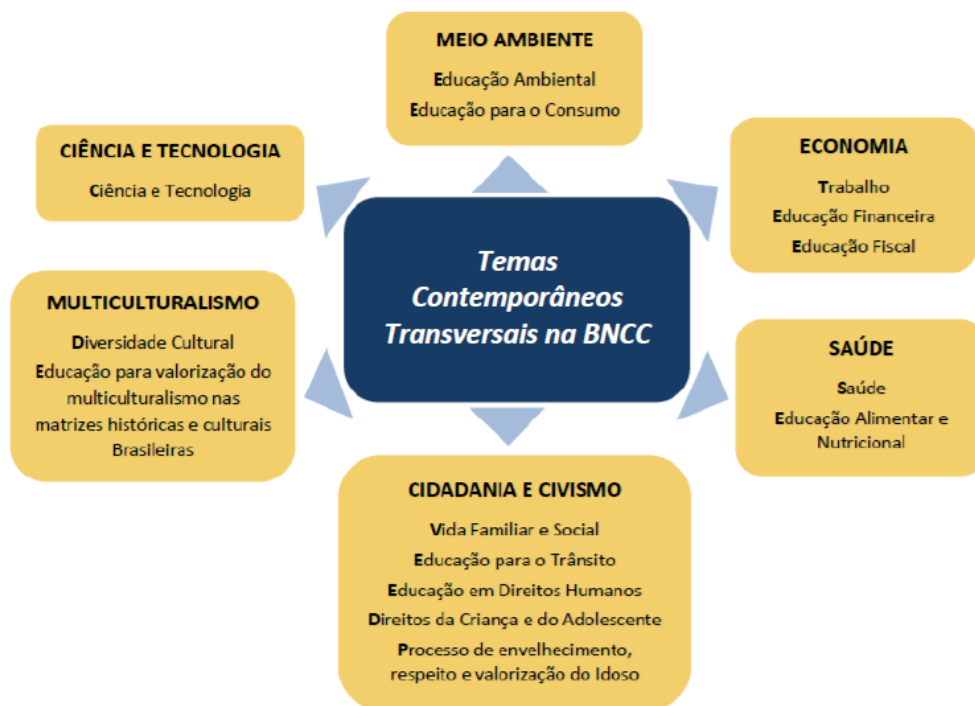 MEIO AMBIENTE
Educação Ambiental
Educação para o Consumo
CIÊNCIA E TECNOLOGIA
Ciência e Tecnologia
ECONOMIA
Trabalho
Educação Financeira
Educação Fiscal
Temas
Contemporâneos
Transversais na BNCC
MULTICULTURALISMO
Diversidade Cultural
Educação para valorização do
multiculturalismo nas
matrizes históricas e culturais
Brasileiras
SAÚDE
Saúde
Educação Alimentar e
Nutricional
CIDADANIA E CIVISMO
Vida Familiar e Social
Educação para o Trânsito
Educação em Direitos Humanos
Direitos da Criança e do Adolescente
Processo de envelhecimento,
respeito e valorização do Idoso